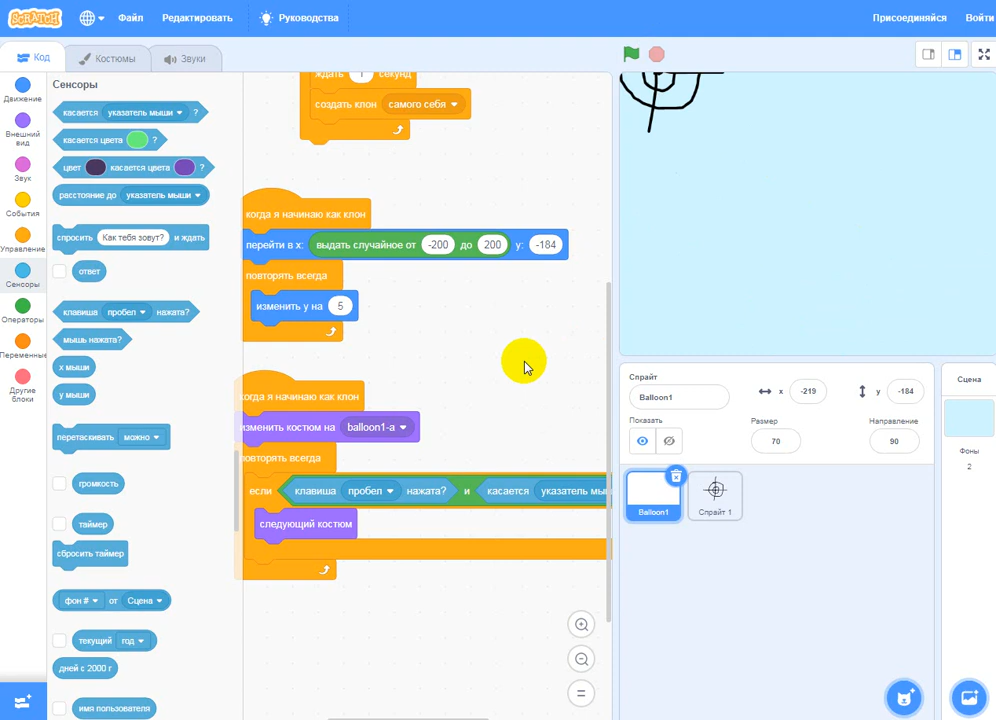 SCRATCH Файл Редактировать Руководства Присоединяйся Войти
Код Костюмы Звуки
Движение
Внешний вид
Звук
События
Управление
Сенсоры
Операторы
Переменные
Другие блоки
Сенсоры
касается указатель мыши ?
касается цвета ?
цвет касается цвета ?
расстояние до указатель мыши
спросить Как тебя зовут? и ждать
ответ
клавиша пробел нажата?
мышь нажата?
x мыши
y мыши
перетаскивать можно
громкость
таймер
сбросить таймер
фон # от Сцена
текущий год
дней с 2000 г
имя пользователя
ждать 1 секунд
создать клон самого себя
когда я начинаю как клон
перейти в x: выдать случайное от -200 до 200 y: -184
повторять всегда
изменить y на 5
когда я начинаю как клон
изменить костюм на balloon1-a
повторять всегда
если клавиша пробел нажата? и касается указатель мыш
следующий костюм
Спрайт
Balloon1
x -219 y -184
Показать
Размер
70
Направление
90
Balloon1
Спрайт 1
Сцена
Фоны
2